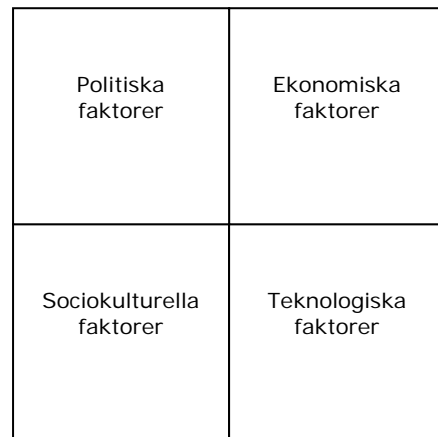 Politiska
faktorer
Ekonomiska
faktorer
Sociokulturella
faktorer
Teknologiska
faktorer